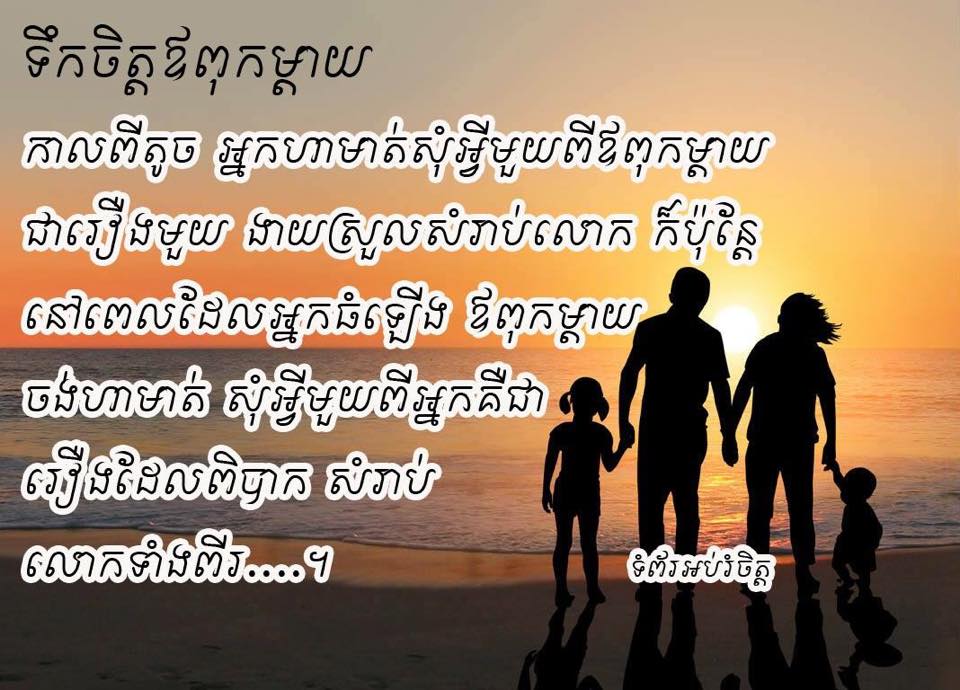 ទឹកចិត្តឪពុកម្ដាយ
កាលពីតូច អ្នកហាមាត់សុំអ្វីមួយពីឪពុកម្ដាយ
ជារឿងមួយ ងាយស្រួលសំរាប់លោក ក៏ប៉ុន្តែ
នៅពេលដែលអ្នកធំឡើង ឪពុកម្ដាយ
ចង់ហាមាត់ សុំអ្វីមួយពីអ្នកគឺជា
រឿងដែលពិបាក សំរាប់
លោកទាំងពីរ....។
ទំព័រអប់រំចិត្ត